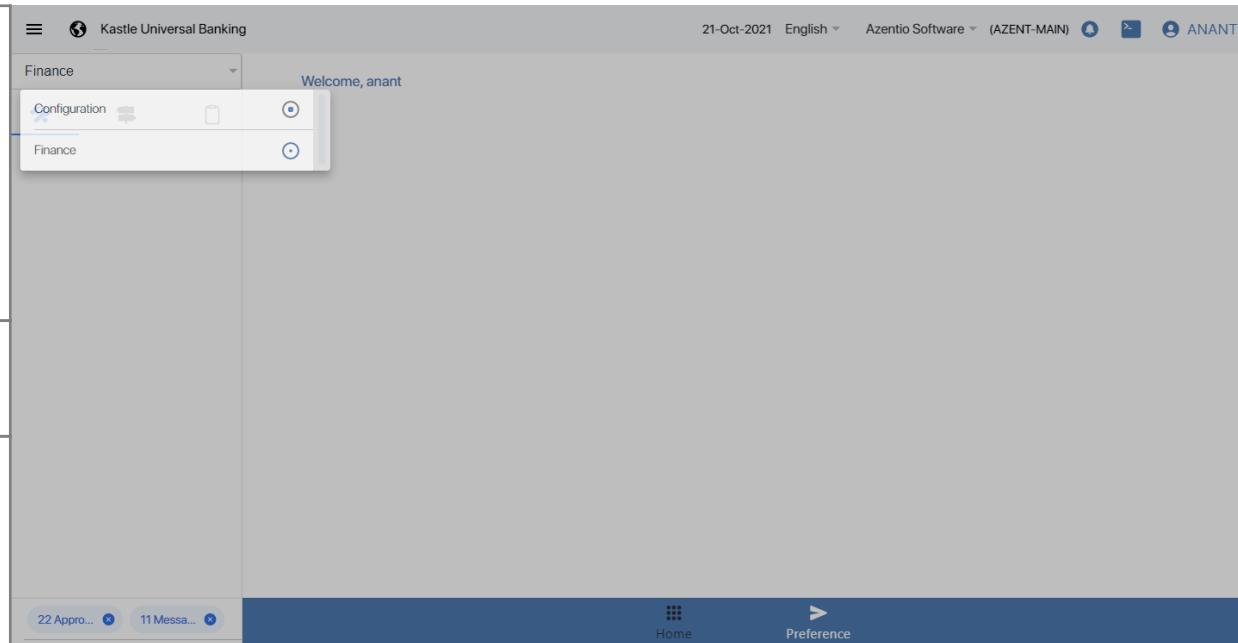 Kastle Universal Banking 21-Oct-2021 English Azentio Software (AZENT-MAIN) ANANT
Finance
Welcome, anant
Configuration
Finance
22 Appro... 11 Messa...
Home Preference